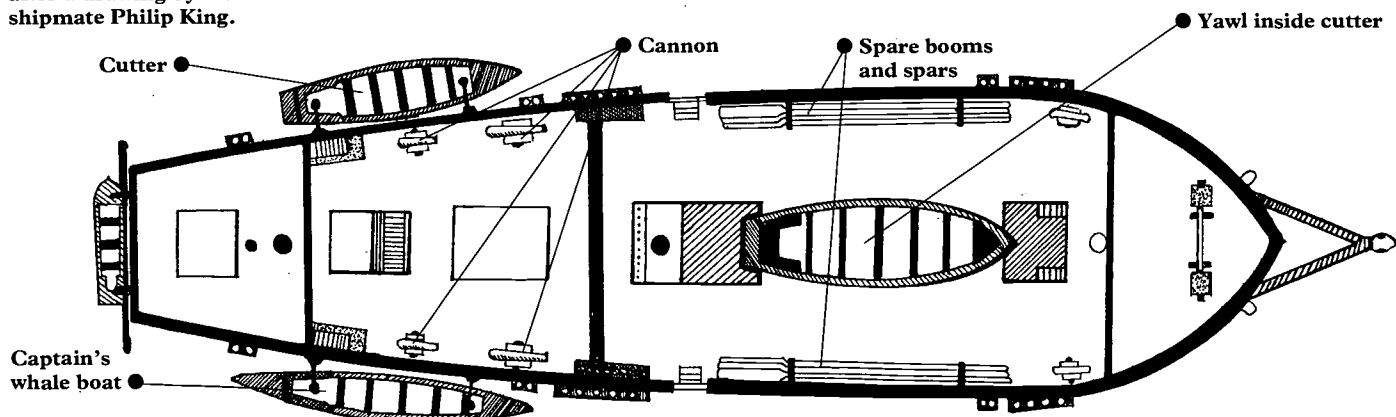 shipmate Philip King.
Cutter
Cannon
Spare booms
and spars
Yawl inside cutter
Captain's
whale boat